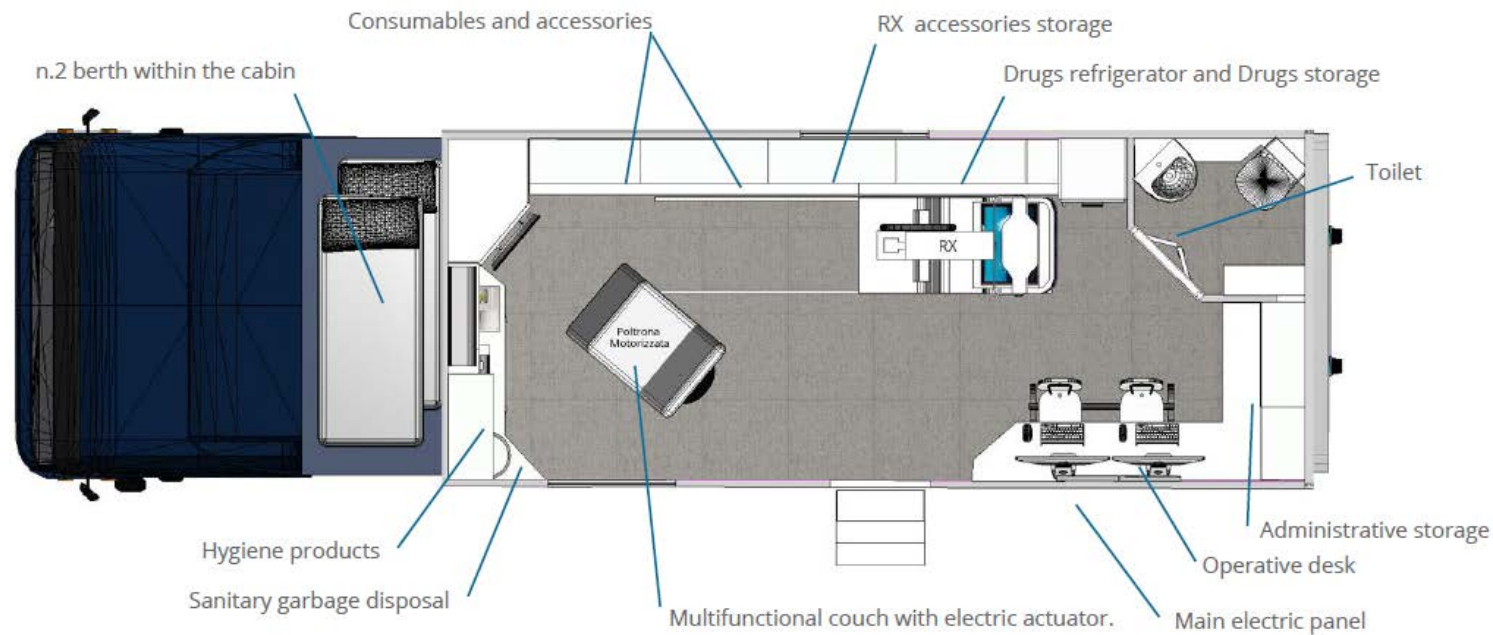 Consumables and accessories
RX accessories storage
n.2 berth within the cabin
Drugs refrigerator and Drugs storage
Toilet
RX
Poltrona
Motorizzata
Administrative storage
Hygiene products
Operative desk
Sanitary garbage disposal
Multifunctional couch with electric actuator.
Main electric panel